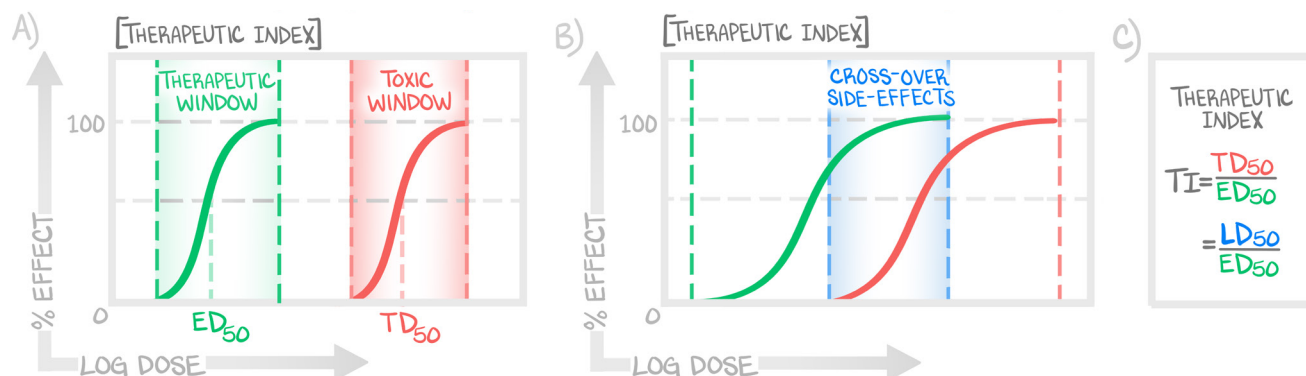 A)
[THERAPEUTIC INDEX]
THERAPEUTIC
WINDOW
TOXIC
WINDOW
100
% EFFECT
0
ED50
TD50
LOG DOSE
B)
[THERAPEUTIC INDEX]
CROSS-OVER
SIDE-EFFECTS
100
% EFFECT
0
LOG DOSE
C)
THERAPEUTIC
INDEX
TI=TD50/ED50
=LD50/ED50